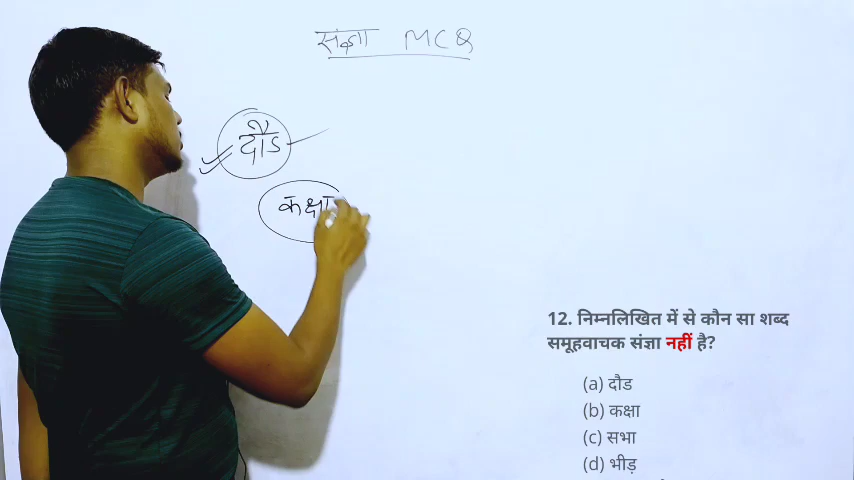 संज्ञा MCQ
दौड
कक्षा
12. निम्नलिखित में से कौन सा शब्द
समूहवाचक संज्ञा नहीं है?
(a) दौड
(b) कक्षा
(c) सभा
(d) भीड़